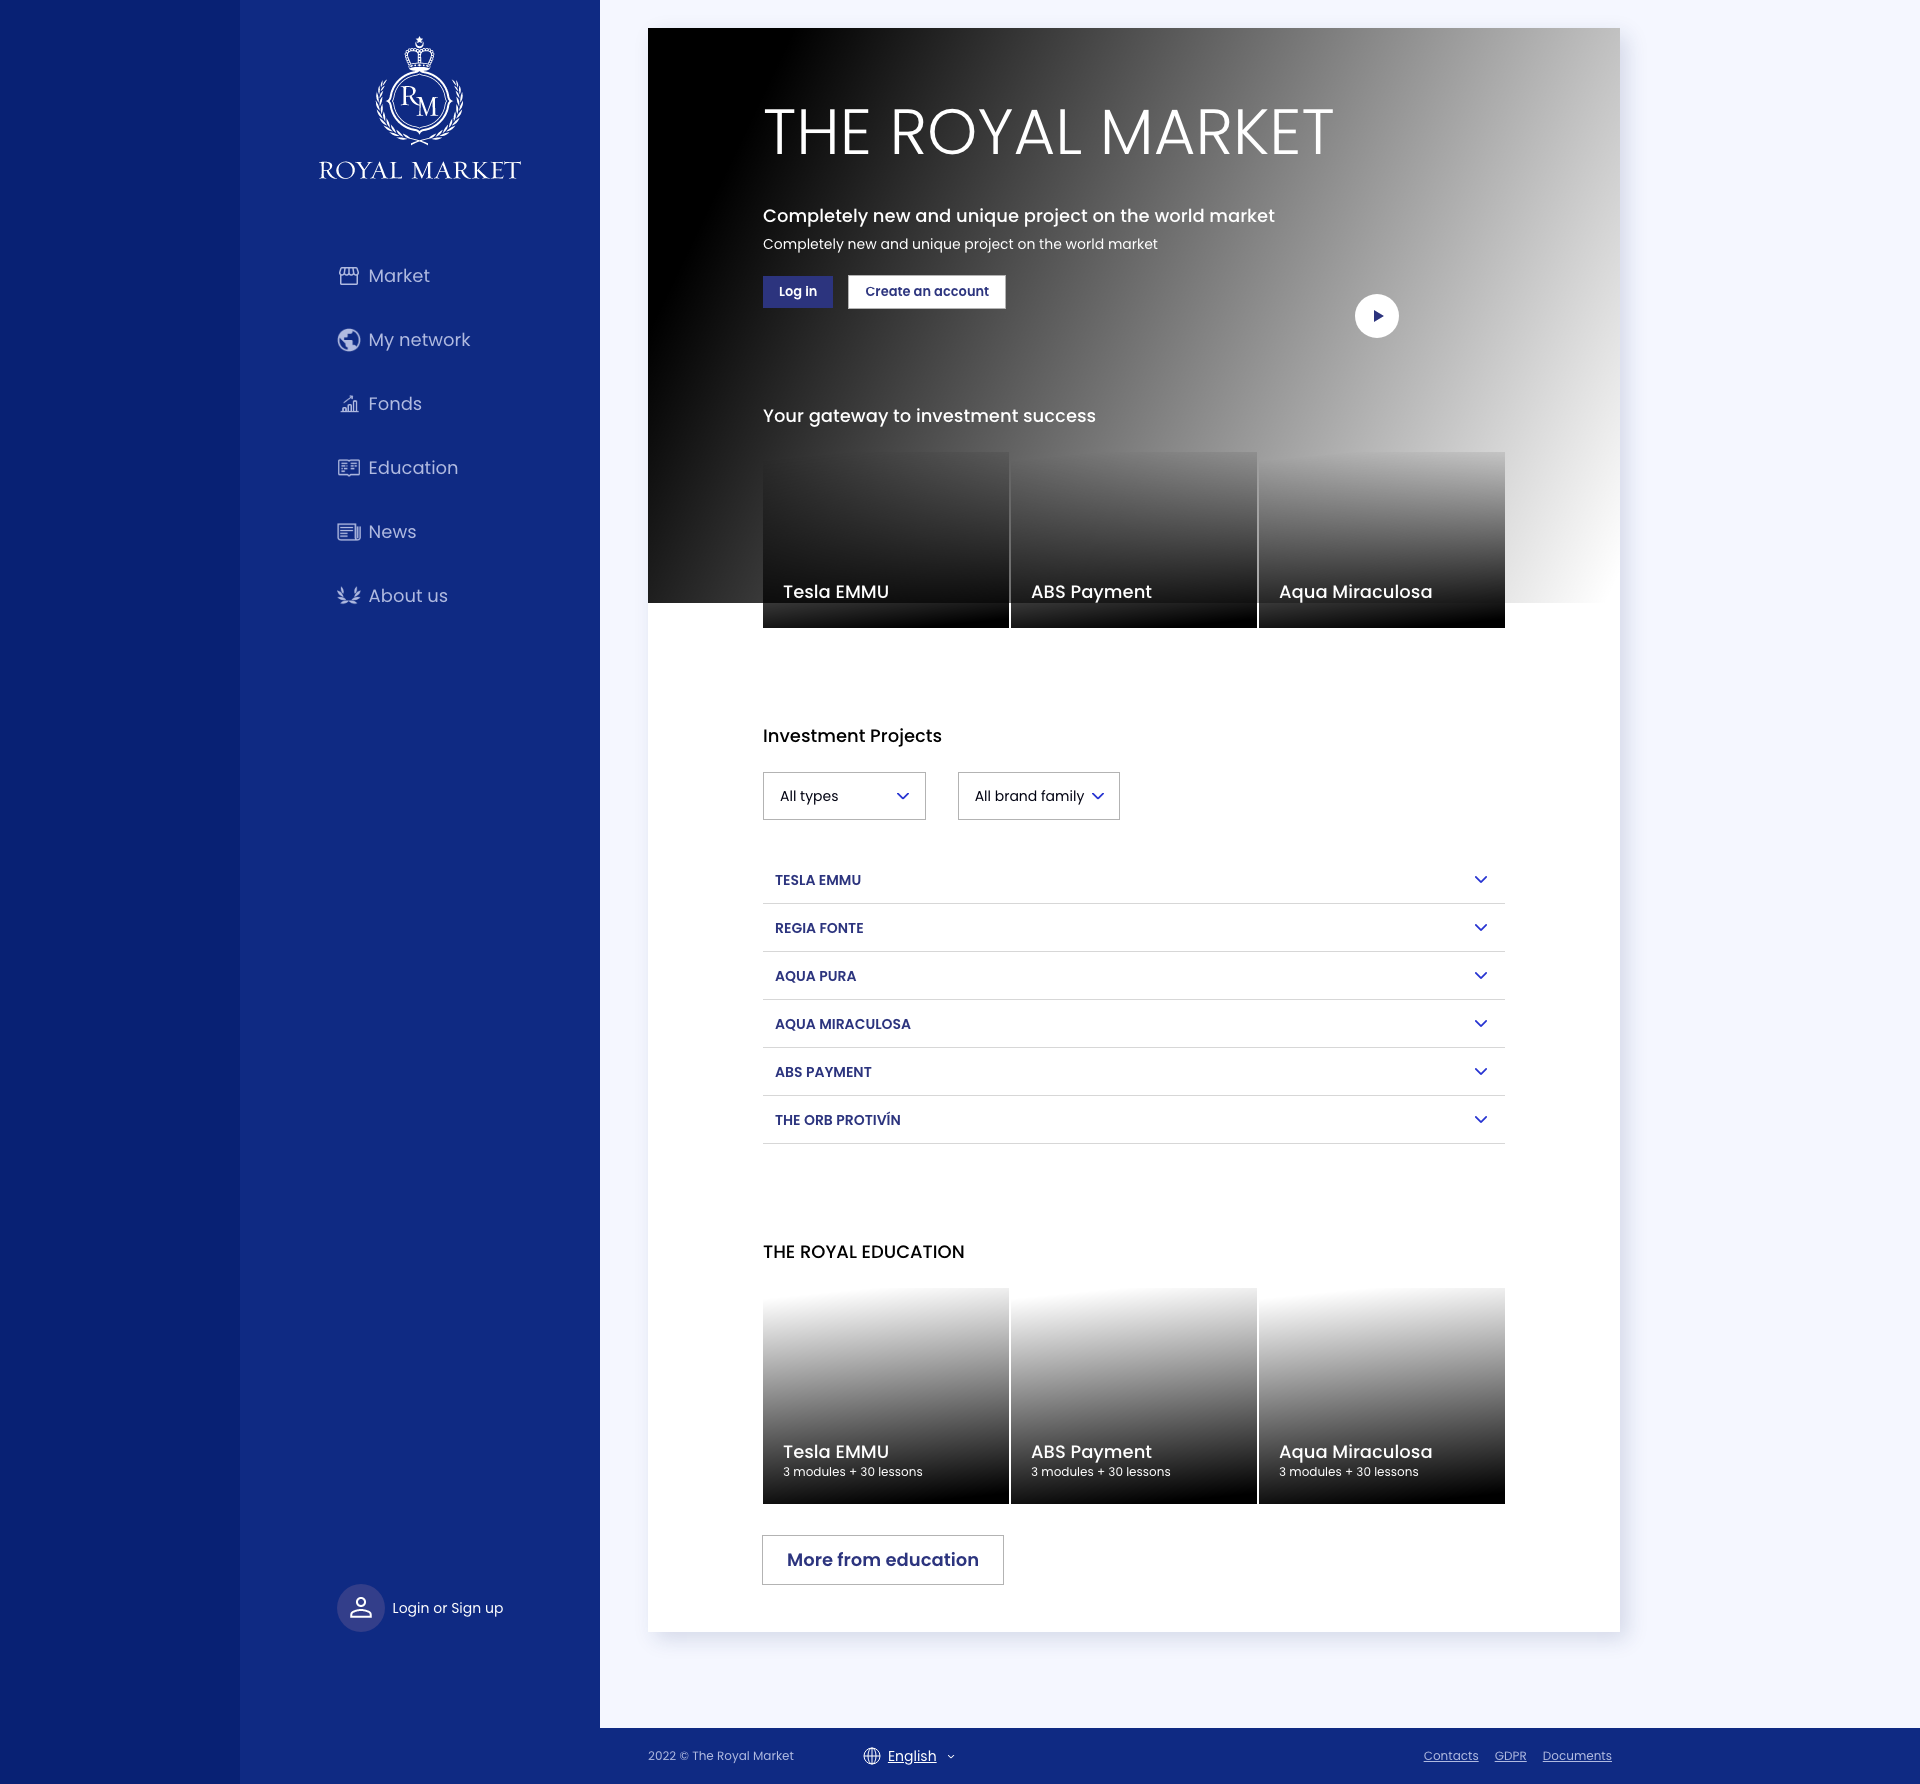 RM
ROYAL MARKET
Market
My network
Fonds
Education
News
About us
Login or Sign up
THE ROYAL MARKET
Completely new and unique project on the world market
Completely new and unique project on the world market
Log in
Create an account
Your gateway to investment success
Tesla EMMU
ABS Payment
Aqua Miraculosa
Investment Projects
All types
All brand family
TESLA EMMU
REGIA FONTE
AQUA PURA
AQUA MIRACULOSA
ABS PAYMENT
THE ORB PROTIVÍN
THE ROYAL EDUCATION
Tesla EMMU
3 modules + 30 lessons
ABS Payment
3 modules + 30 lessons
Aqua Miraculosa
3 modules + 30 lessons
More from education
2022 © The Royal Market
English
Contacts GDPR Documents